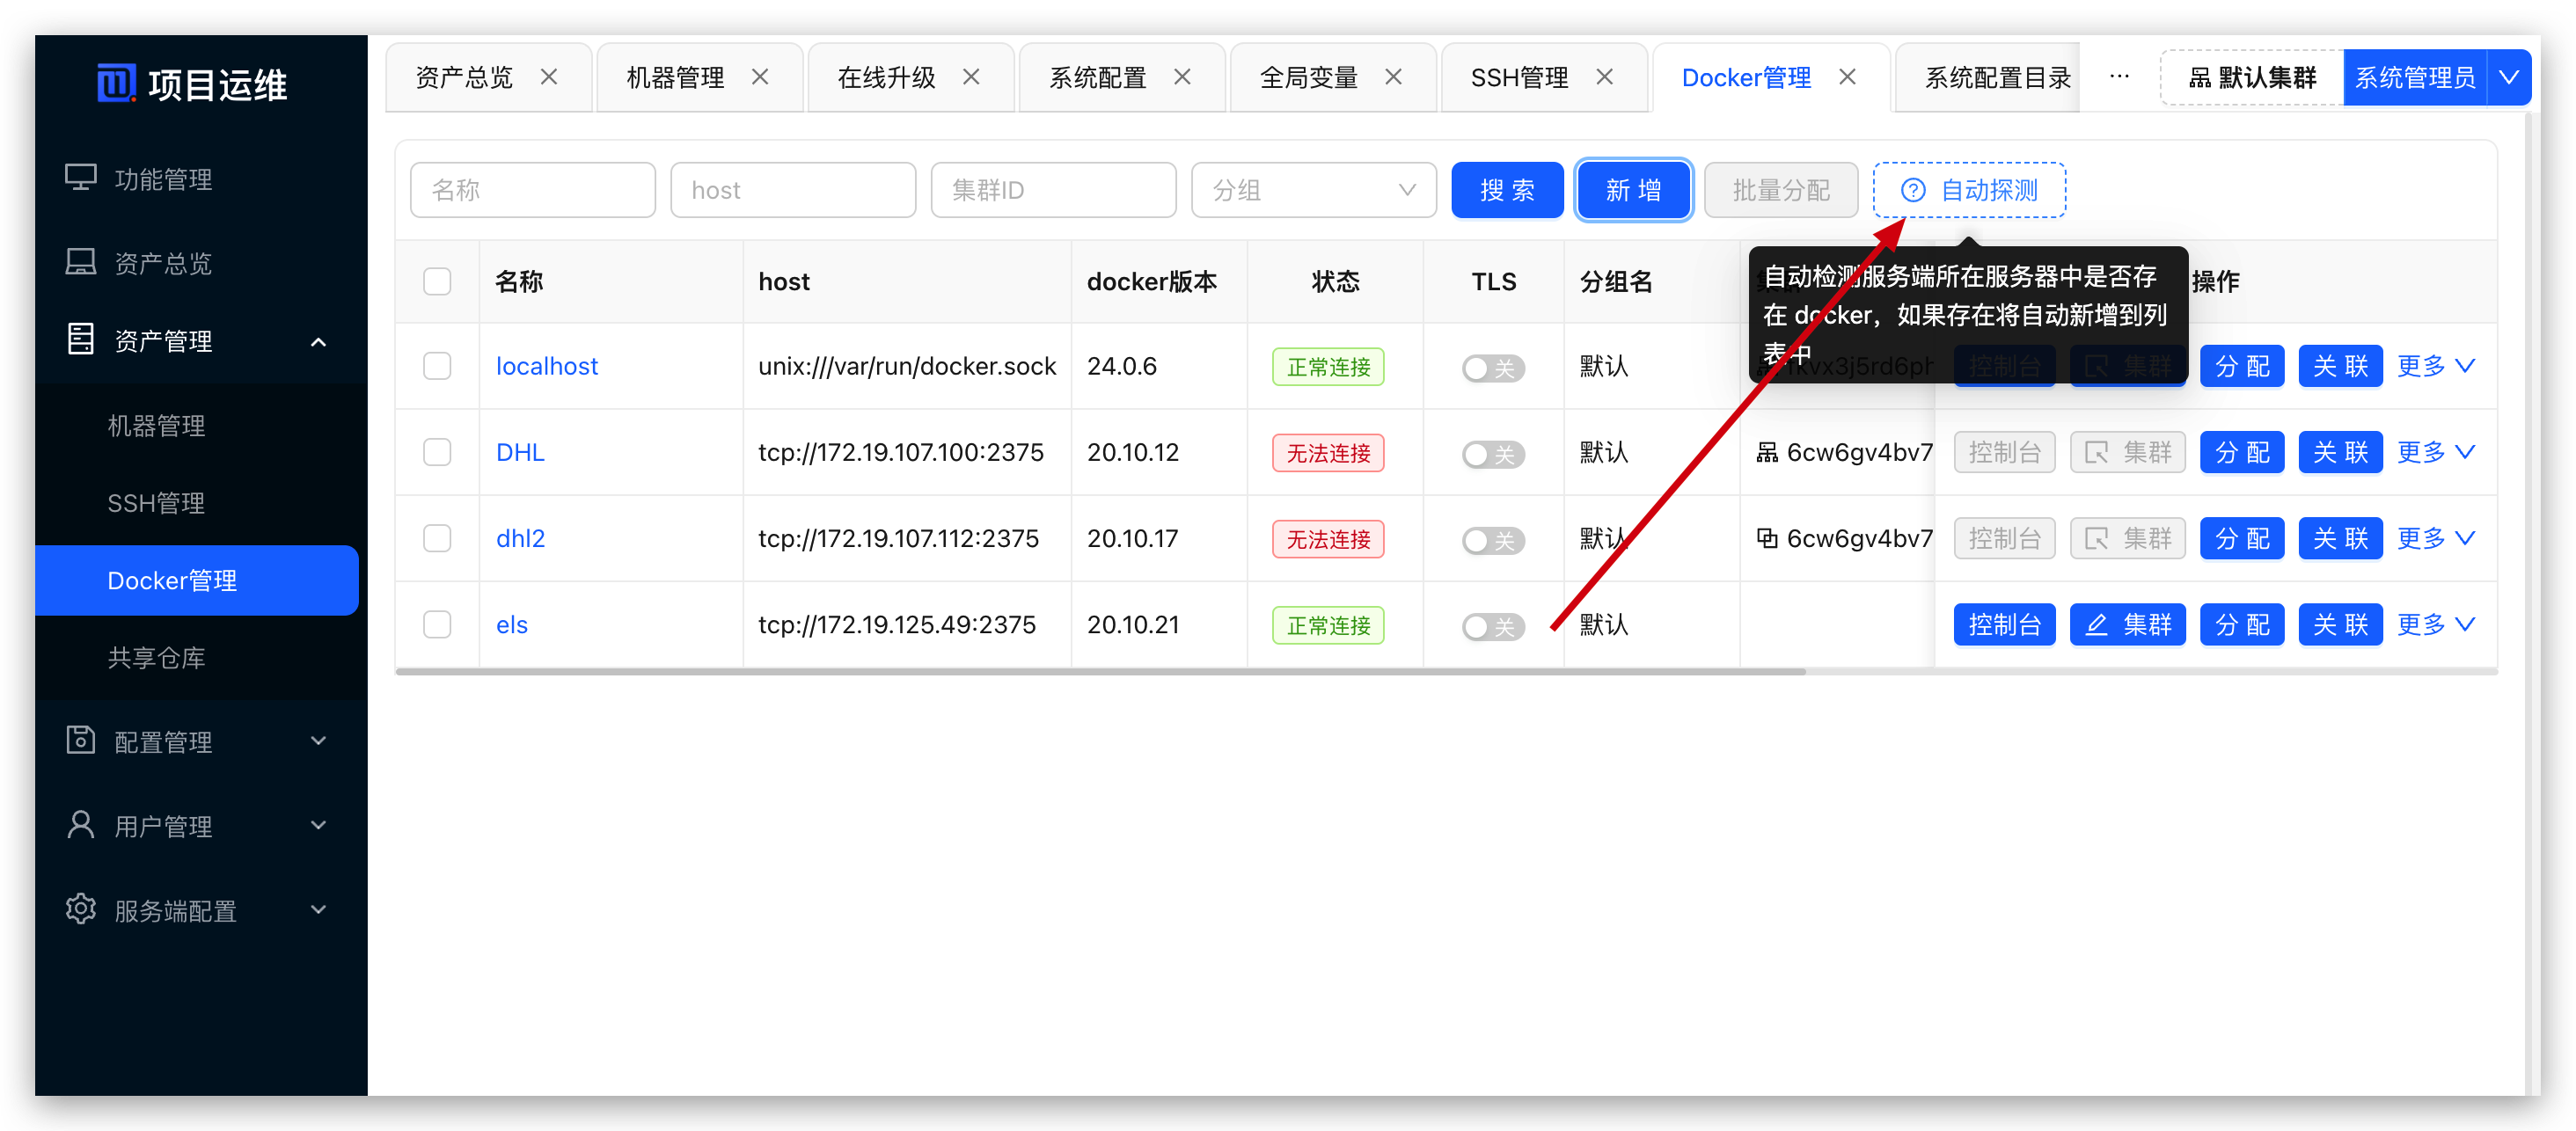 项目运维
资产总览 机器管理 在线升级 系统配置 全局变量 SSH管理 Docker管理 系统配置目录 ··· 默认集群 系统管理员
功能管理
资产总览
资产管理
机器管理
SSH管理
Docker管理
共享仓库
配置管理
用户管理
服务端配置
名称 host 集群ID 分组 搜 索 新 增 批量分配 自动探测
自动检测服务端所在服务器中是否存
在 docker，如果存在将自动新增到列
表中
名称 host docker版本 状态 TLS 分组名 操作
localhost unix:///var/run/docker.sock 24.0.6 正常连接 关 默认 控制台 集群 分 配 关 联 更多
DHL tcp://172.19.107.100:2375 20.10.12 无法连接 关 默认 6cw6gv4bv7 控制台 集群 分 配 关 联 更多
dhl2 tcp://172.19.107.112:2375 20.10.17 无法连接 关 默认 6cw6gv4bv7 控制台 集群 分 配 关 联 更多
els tcp://172.19.125.49:2375 20.10.21 正常连接 关 默认 控制台 集群 分 配 关 联 更多